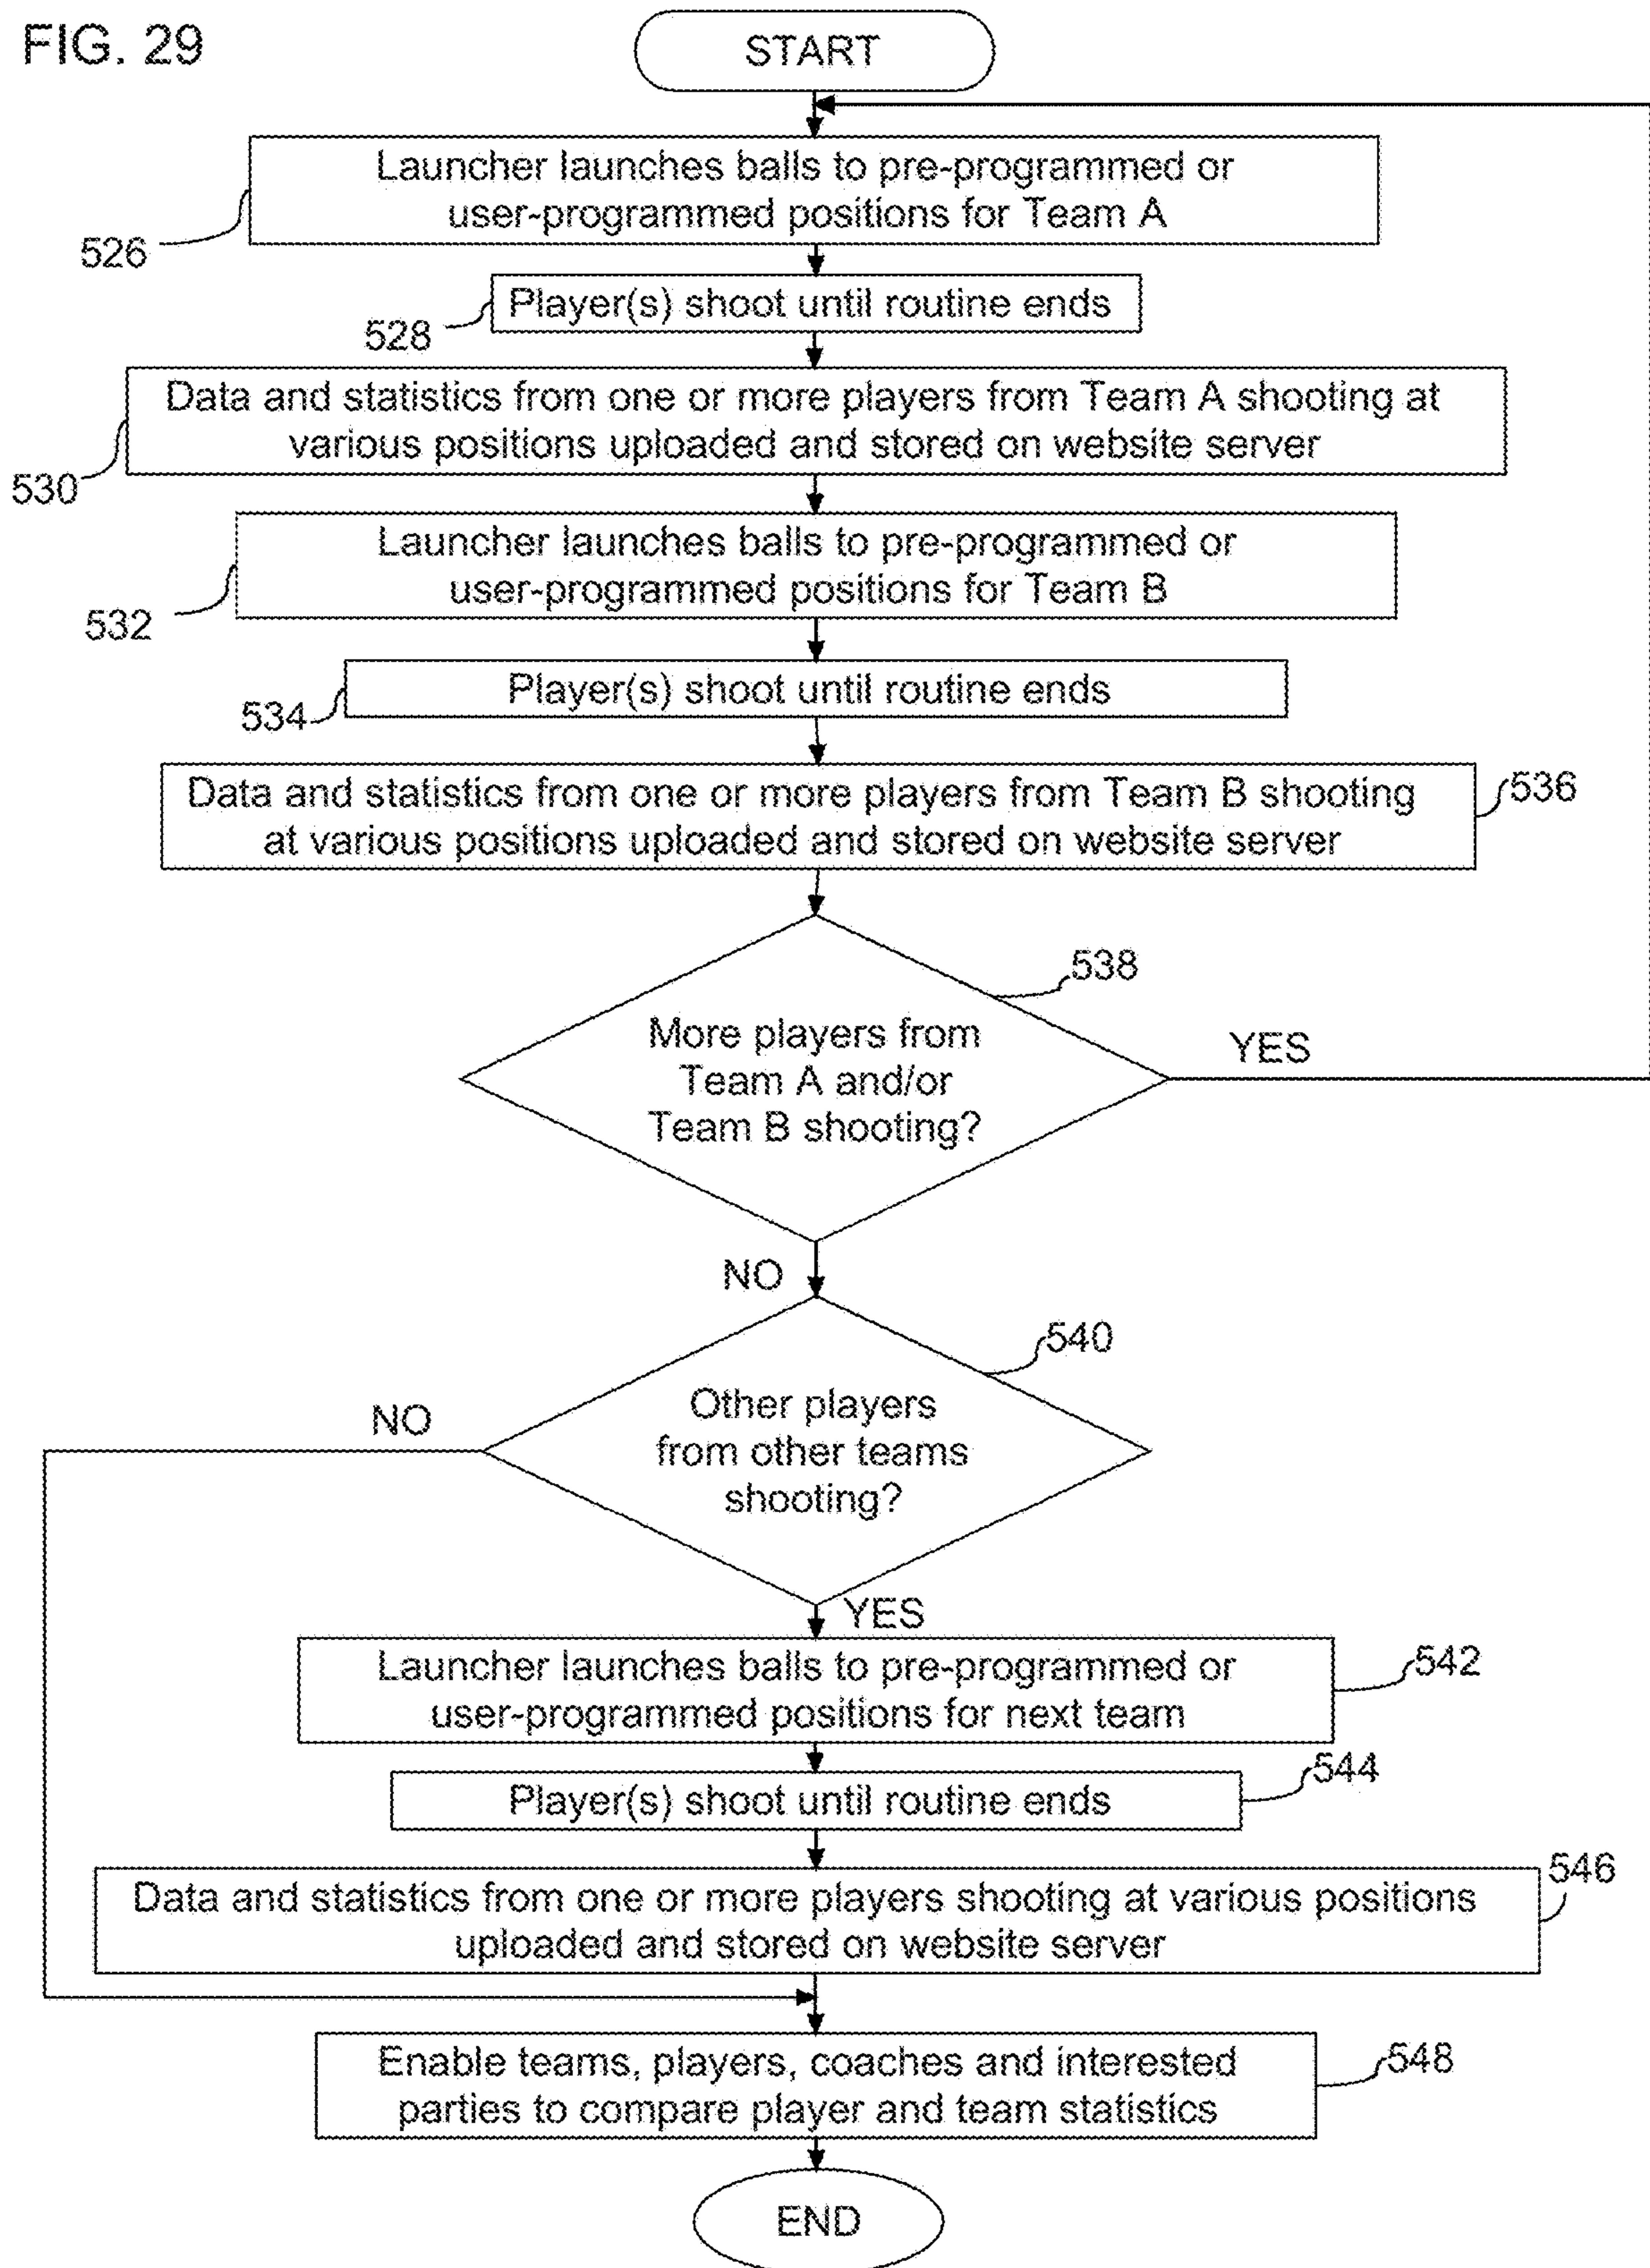 FIG. 29
START
Launcher launches balls to pre-programmed or
user-programmed positions for Team A
526
Player(s) shoot until routine ends
528
Data and statistics from one or more players from Team A shooting at
various positions uploaded and stored on website server
530
Launcher launches balls to pre-programmed or
user-programmed positions for Team B
532
Player(s) shoot until routine ends
534
Data and statistics from one or more players from Team B shooting
at various positions uploaded and stored on website server
536
538
More players from
Team A and/or
Team B shooting?
YES
NO
540
Other players
from other teams
shooting?
NO
YES
Launcher launches balls to pre-programmed or
user-programmed positions for next team
542
Player(s) shoot until routine ends
544
Data and statistics from one or more players shooting at various positions
uploaded and stored on website server
546
Enable teams, players, coaches and interested
parties to compare player and team statistics
548
END